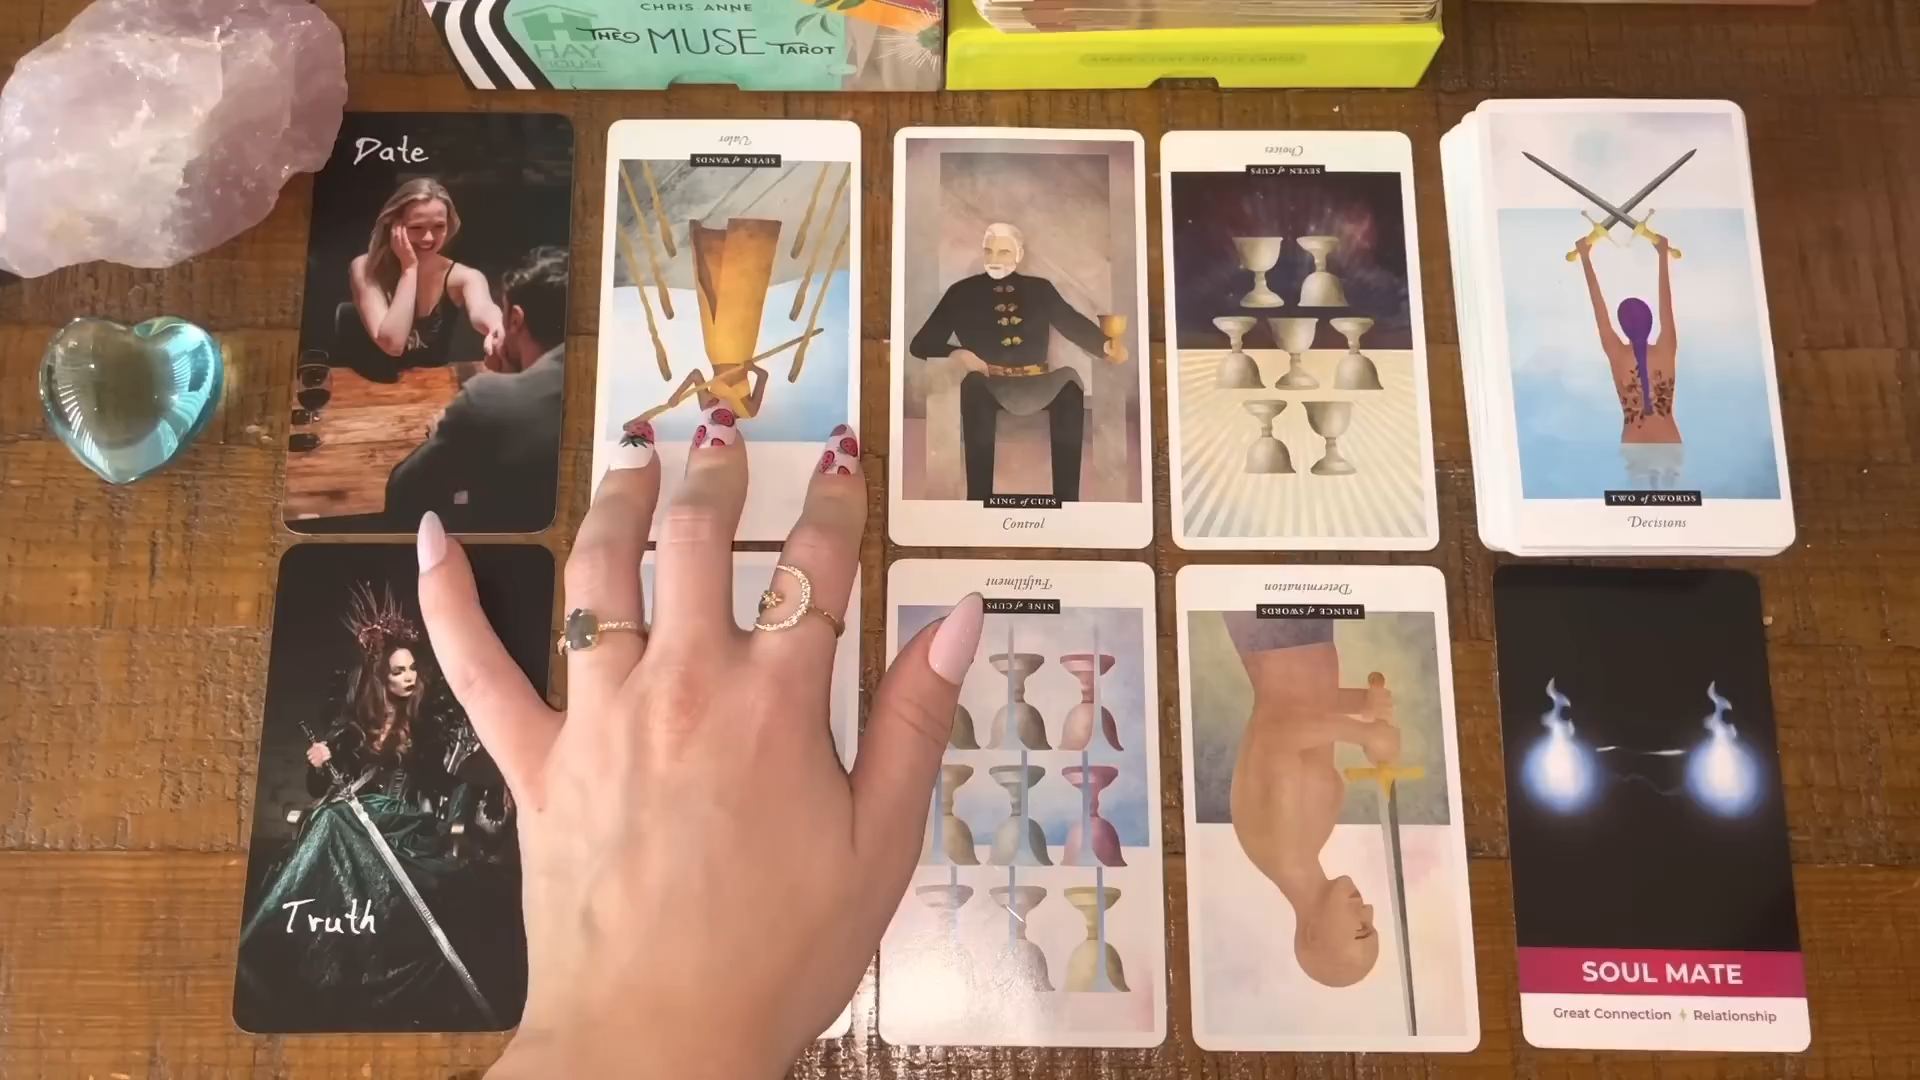 CHRIS ANNE
THE MUSE TAROT
HAY
HOUSE
Date
Valor
SEVEN of WANDS
KING of CUPS
Control
Choices
SEVEN of CUPS
TWO of SWORDS
Decisions
Truth
Fulfillment
NINE of CUPS
Determination
PRINCE of SWORDS
SOUL MATE
Great Connection + Relationship